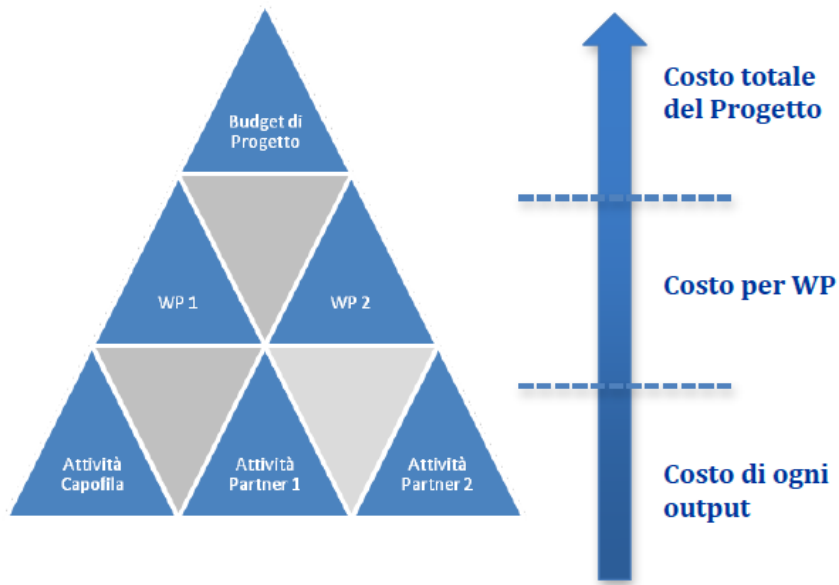 Budget di
Progetto
WP 1
WP 2
Attività
Capofila
Attività
Partner 1
Attività
Partner 2
Costo totale
del Progetto
Costo per WP
Costo di ogni
output